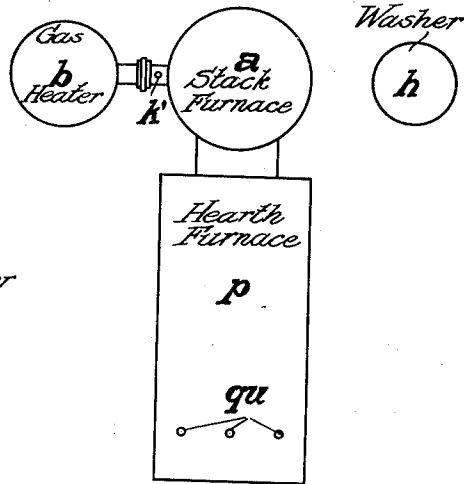 Gas
b
Heater
k'
a
Stack
Furnace
Washer
h
Hearth
Furnace
p
qu